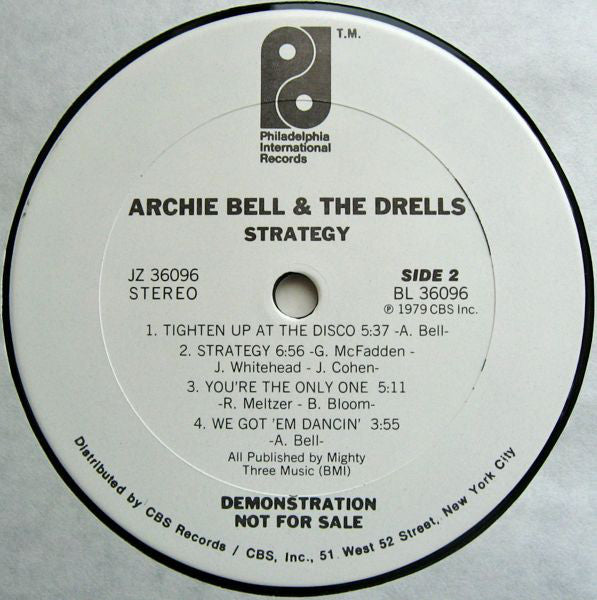 T.M.
Philadelphia
International
Records
ARCHIE BELL & THE DRELLS
STRATEGY
JZ 36096
STEREO
SIDE 2
BL 36096
℗ 1979 CBS Inc.
1. TIGHTEN UP AT THE DISCO 5:37 -A. Bell-
2. STRATEGY 6:56 -G. McFadden -
J. Whitehead - J. Cohen-
3. YOU'RE THE ONLY ONE 5:11
-R. Meltzer - B. Bloom-
4. WE GOT 'EM DANCIN' 3:55
-A. Bell-
All Published by Mighty
Three Music (BMI)
DEMONSTRATION
NOT FOR SALE
Distributed by CBS Records / CBS, Inc., 51 West 52 Street, New York City